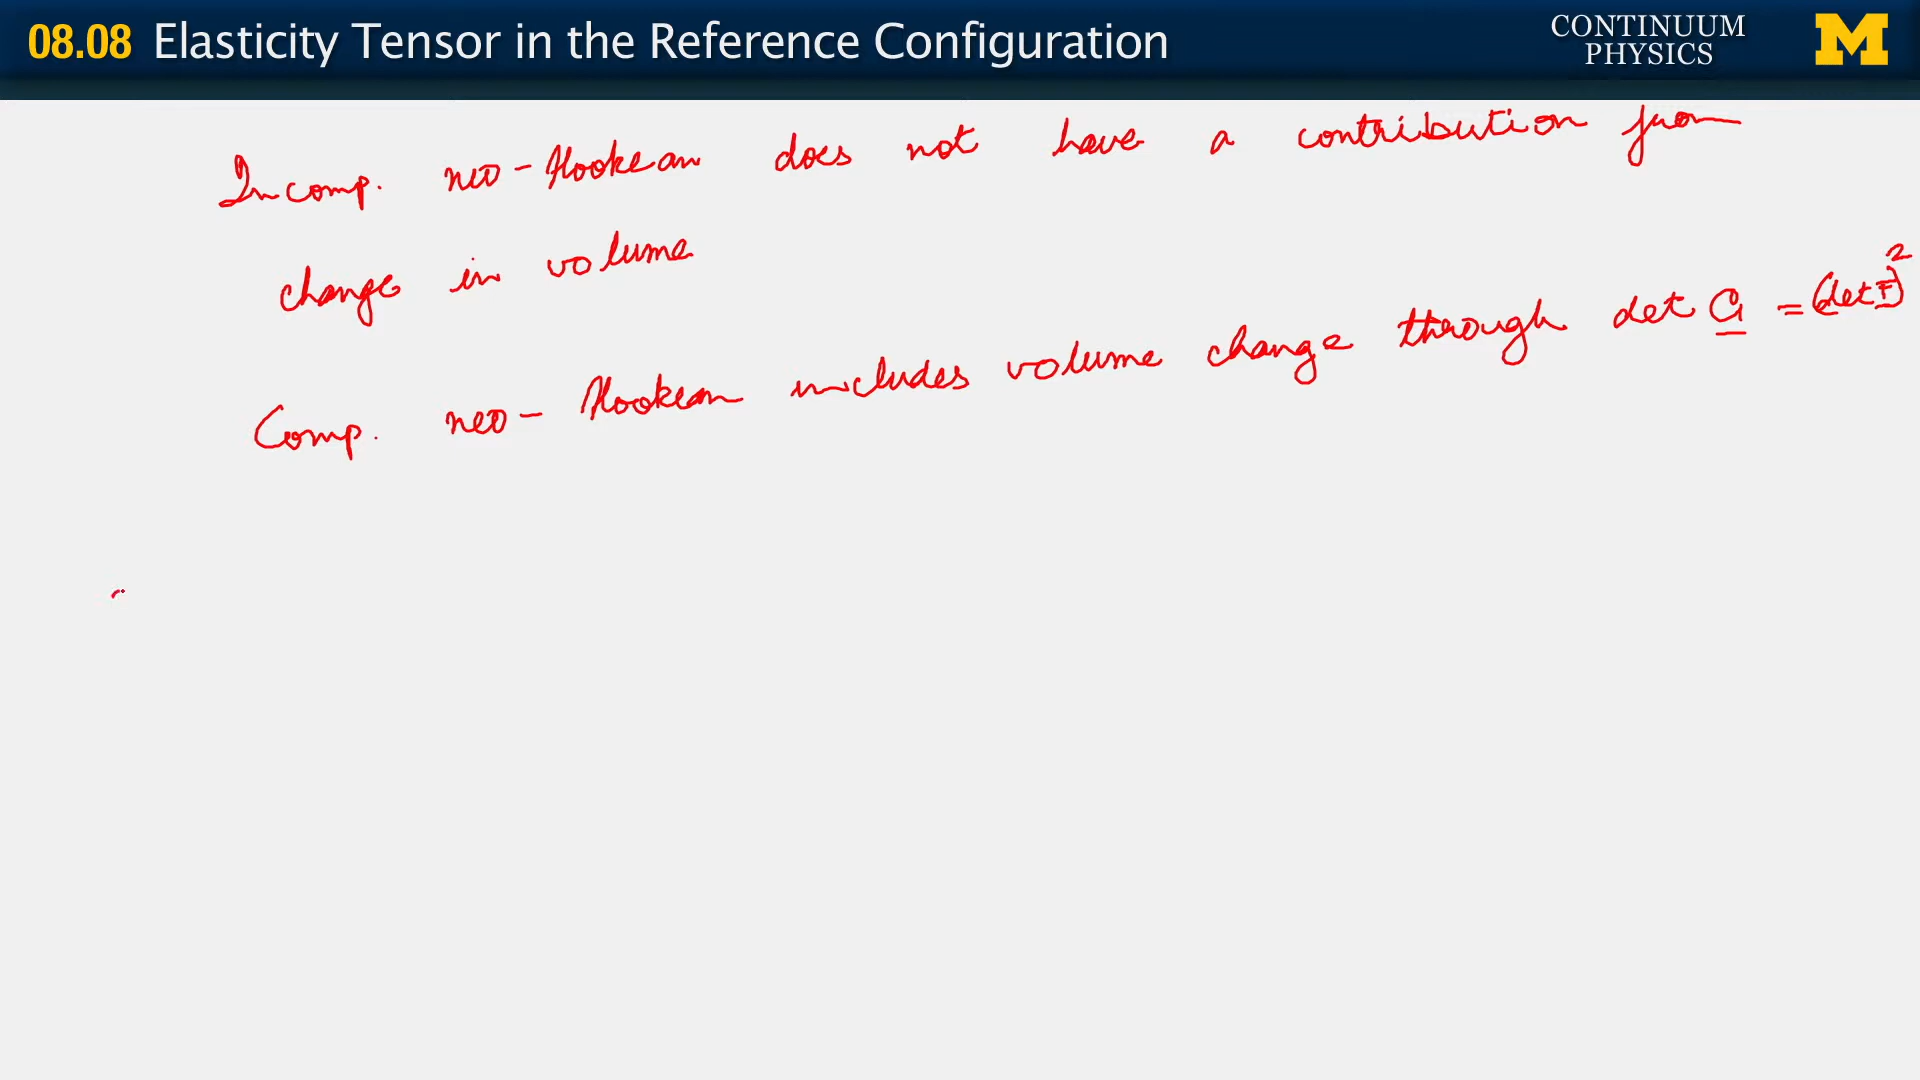 08.08 Elasticity Tensor in the Reference Configuration
CONTINUUM
PHYSICS
M
Incomp. neo-Hookean does not have a contribution from
change in volume
Comp. neo-Hookean includes volume change through det C = (det F)²